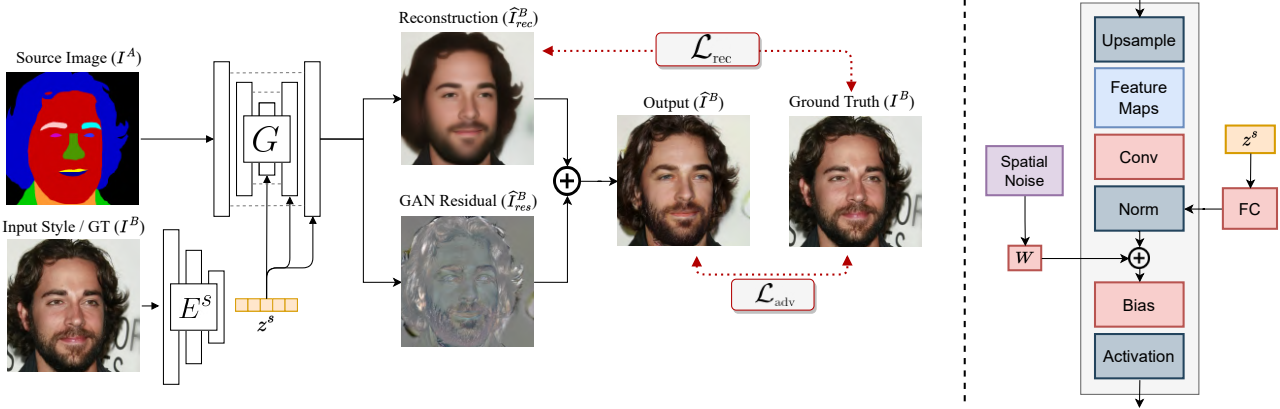 Source Image (I^A)
G
Input Style / GT (I^B)
E^s
z^s
Reconstruction (Î^B_rec)
GAN Residual (Î^B_res)
+
ℒ_rec
Output (Î^B)
Ground Truth (I^B)
ℒ_adv
Upsample
Feature
Maps
Conv
Norm
+
Bias
Activation
Spatial
Noise
W
z^s
FC